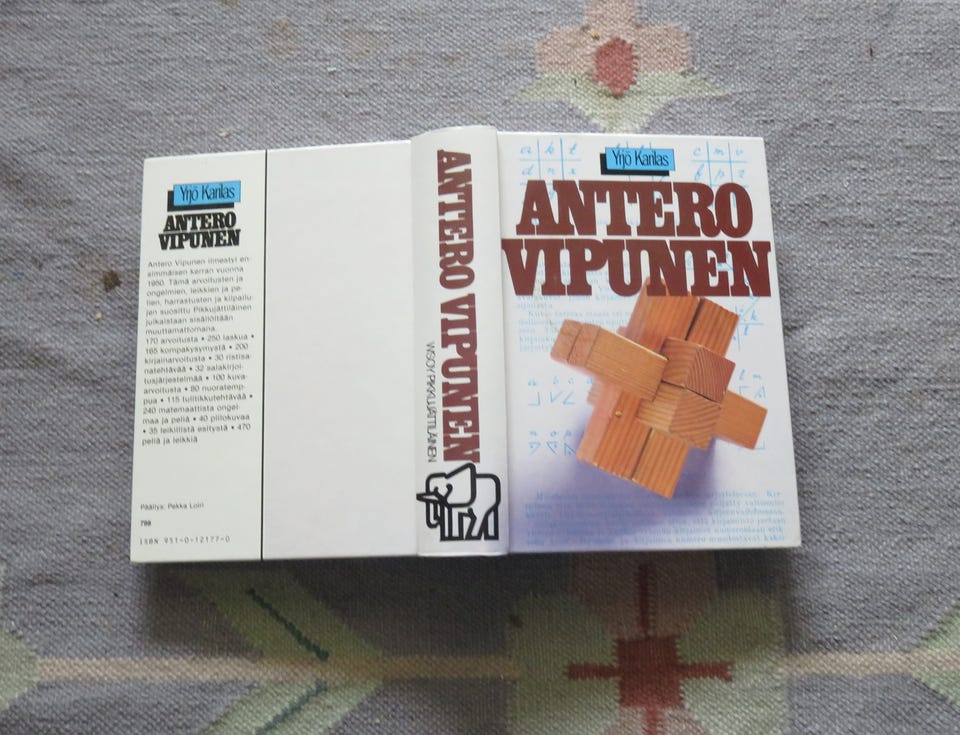 Yrjö Karilas
ANTERO
VIPUNEN
Antero Vipunen ilmestyi en-
simmäisen kerran vuonna
1950. Tämä arvoitusten ja
ongelmien, leikkien ja pe-
lien, harrastusten ja kilpailu-
jen suosittu Pikkujättiläinen
julkaistaan sisällöltään
muuttamattomana.
170 arvoitusta • 250 laskua •
165 kompakysymystä • 200
kirjainarvoitusta • 30 ristisa-
natehtävää • 32 salakirjoi-
tusjärjestelmää • 100 kuva-
arvoitusta • 80 nuoratemp-
pua • 115 tulitikkutehtävää •
240 matemaattista ongel-
maa ja peliä • 40 piilokuvaa
• 35 leikillistä esitystä • 470
peliä ja leikkiä
Päällys: Pekka Loiri
799
ISBN 951-0-12177-0
ANTERO VIPUNEN
WSOY PIKKUJÄTTILÄINEN
Yrjö Karilas
ANTERO
VIPUNEN
a k t
d n x
c m v
f p z